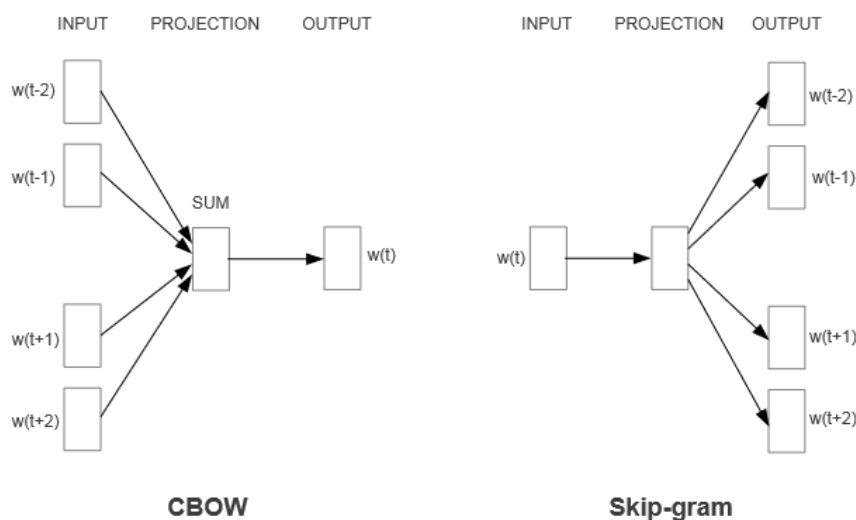 INPUT PROJECTION OUTPUT
w(t-2)
w(t-1)
SUM
w(t)
w(t+1)
w(t+2)
CBOW
INPUT PROJECTION OUTPUT
w(t-2)
w(t-1)
w(t)
w(t+1)
w(t+2)
Skip-gram